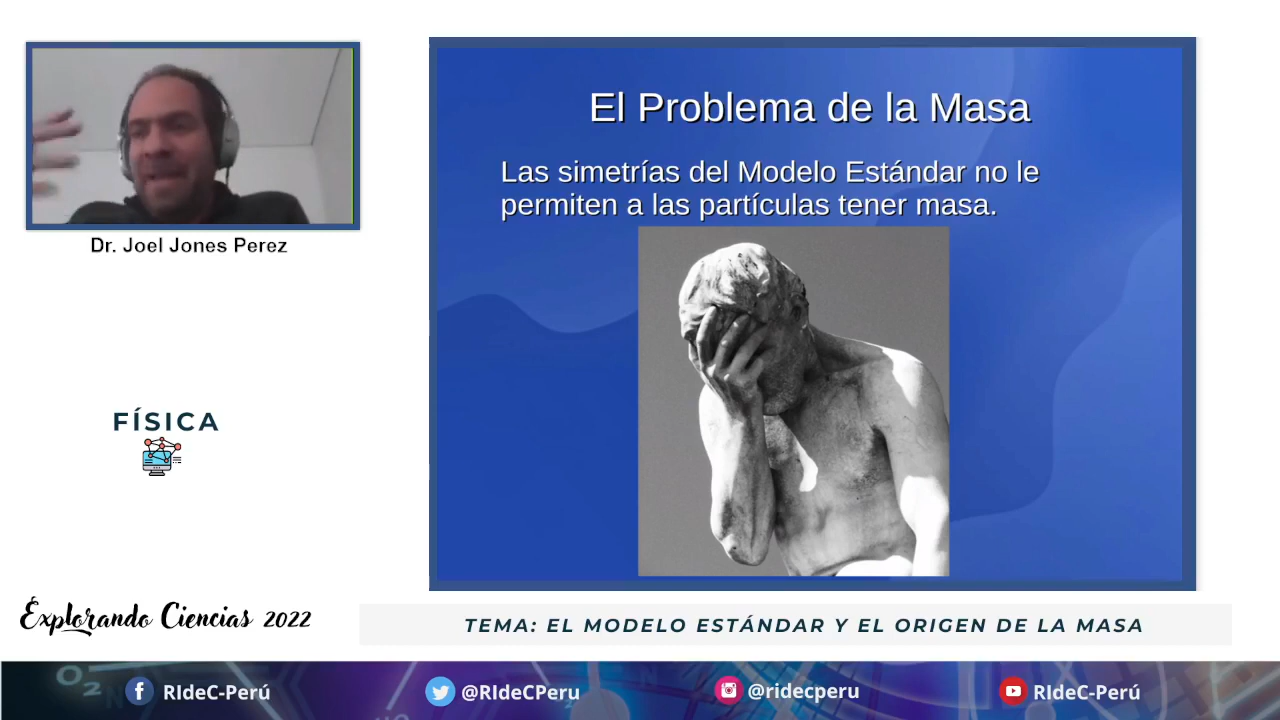 El Problema de la Masa
Las simetrías del Modelo Estándar no le
permiten a las partículas tener masa.
Dr. Joel Jones Perez
FÍSICA
Explorando Ciencias 2022
TEMA: EL MODELO ESTÁNDAR Y EL ORIGEN DE LA MASA
O2
RIdeC-Perú
@RIdeCPeru
@ridecperu
RIdeC-Perú